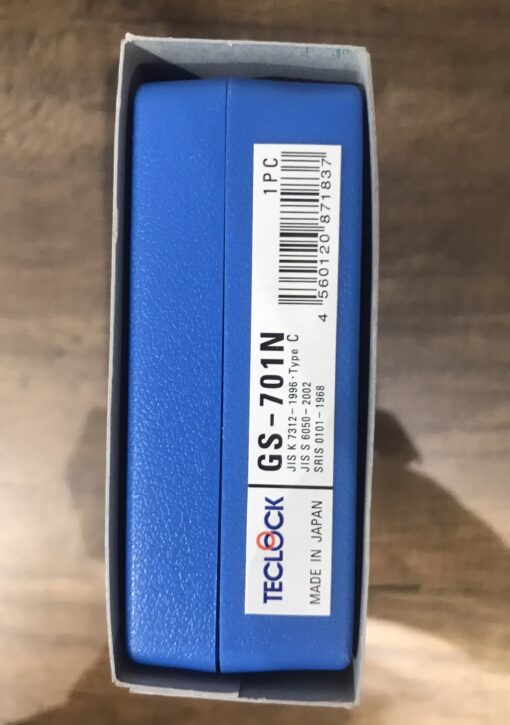 TECLOCK
MADE IN JAPAN
GS-701N
JIS K 7312-1996・Type C
JIS S 6050-2002
SRIS 0101-1968
1PC
4 560120 871837